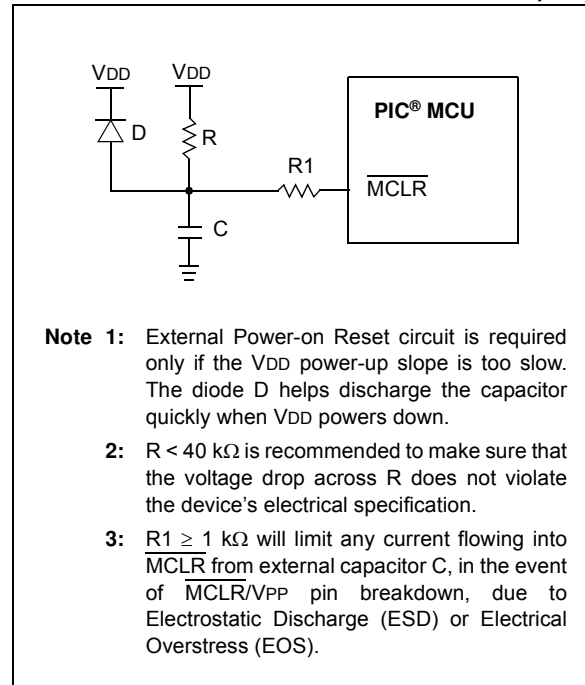 VDD VDD
PIC® MCU
D
R
R1
MCLR
C
Note 1: External Power-on Reset circuit is required
only if the VDD power-up slope is too slow.
The diode D helps discharge the capacitor
quickly when VDD powers down.
2: R < 40 kΩ is recommended to make sure that
the voltage drop across R does not violate
the device's electrical specification.
3: R1 ≥ 1 kΩ will limit any current flowing into
MCLR from external capacitor C, in the event
of MCLR/VPP pin breakdown, due to
Electrostatic Discharge (ESD) or Electrical
Overstress (EOS).